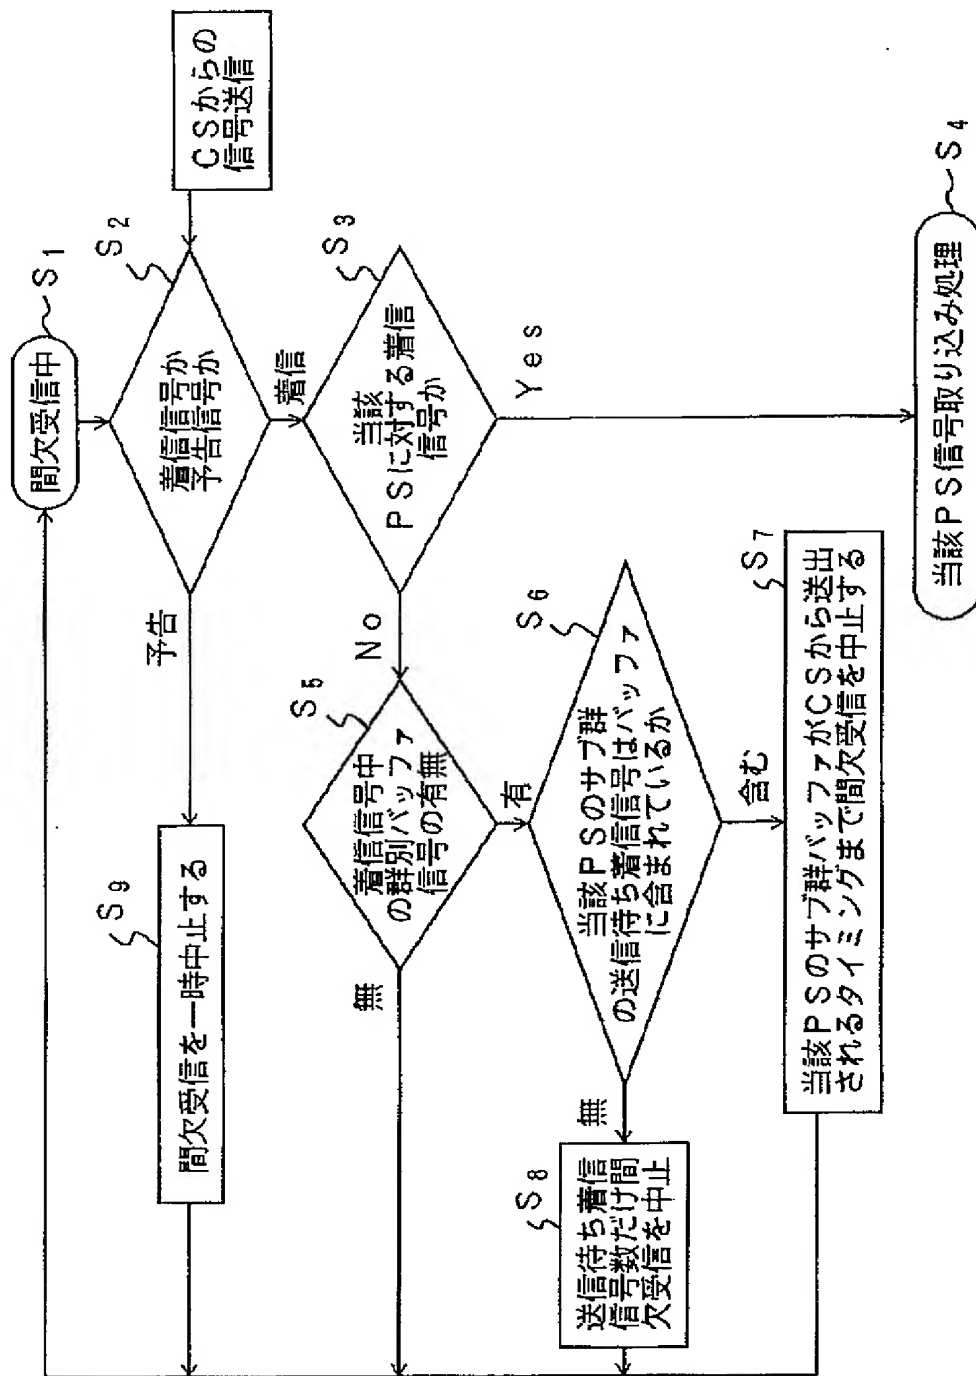 間欠受信中
S1
CSからの
信号送信
着信信号か
予告信号か
S2
予告
着信
間欠受信を一時中止する
S9
当該
PSに対する着信
信号か
S3
No
Yes
着信信号中
の群別バッファ
信号の有無
S5
無
有
当該PSのサブ群
の送信待ち着信信号はバッファ
に含まれているか
S6
無
含む
送信待ち着信
信号数だけ間
欠受信を中止
S8
当該PSのサブ群バッファがCSから送出
されるタイミングまで間欠受信を中止する
S7
当該PS信号取り込み処理
S4